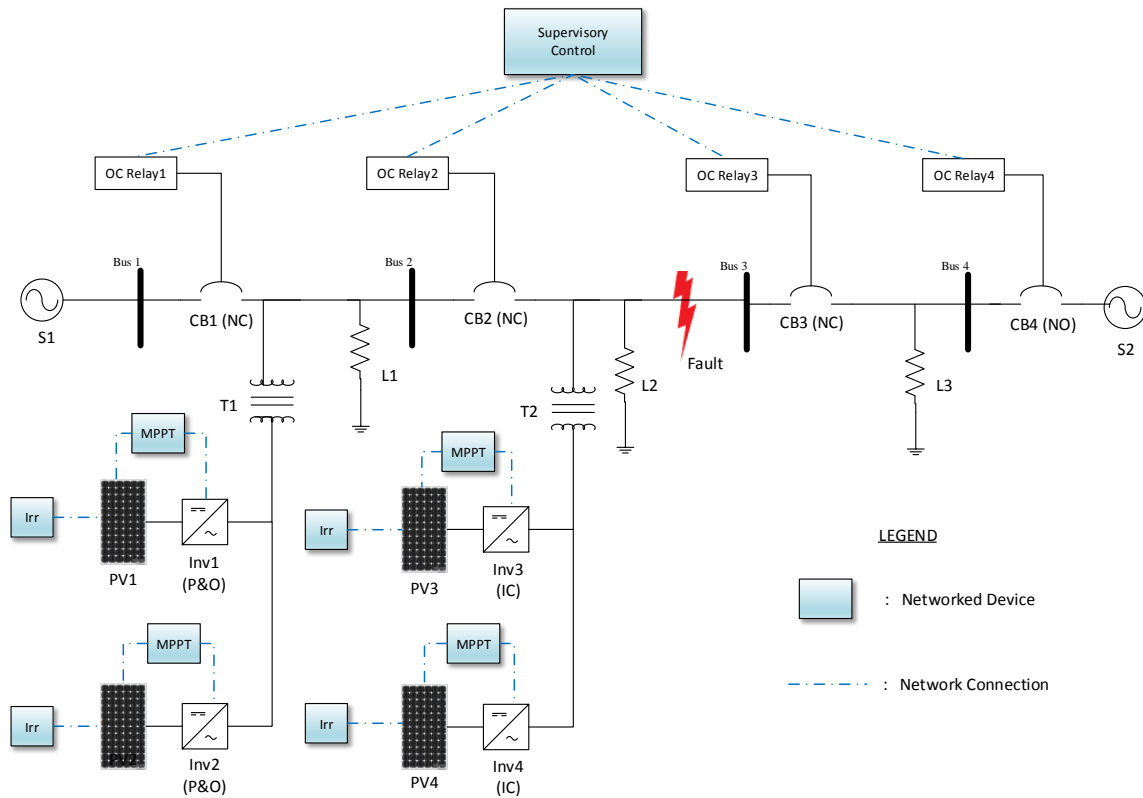 Supervisory
Control
OC Relay1
OC Relay2
OC Relay3
OC Relay4
Bus 1
Bus 2
Bus 3
Bus 4
S1
CB1 (NC)
CB2 (NC)
CB3 (NC)
CB4 (NO)
S2
Fault
L1
L2
L3
T1
T2
MPPT
MPPT
Irr
PV1
Inv1
(P&O)
Irr
PV3
Inv3
(IC)
LEGEND
: Networked Device
MPPT
MPPT
Irr
PV2
Inv2
(P&O)
Irr
PV4
Inv4
(IC)
: Network Connection